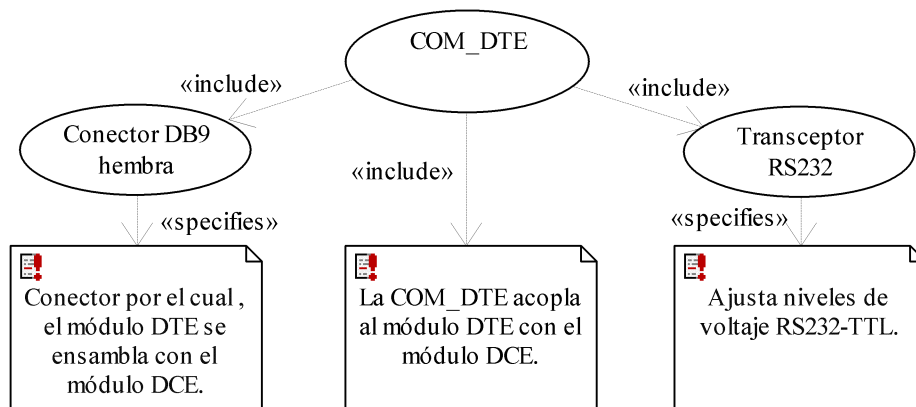 COM_DTE
«include»
«include»
«include»
Conector DB9
hembra
Transceptor
RS232
«specifies»
«specifies»
Conector por el cual ,
el módulo DTE se
ensambla con el
módulo DCE.
La COM_DTE acopla
al módulo DTE con el
módulo DCE.
Ajusta niveles de
voltaje RS232-TTL.